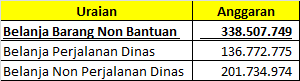 Uraian Anggaran
Belanja Barang Non Bantuan 338.507.749
Belanja Perjalanan Dinas 136.772.775
Belanja Non Perjalanan Dinas 201.734.974